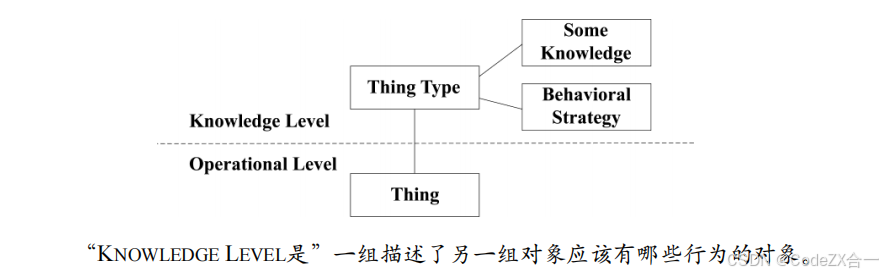 Some
Knowledge
Thing Type
Behavioral
Strategy
Knowledge Level
Operational Level
Thing
“KNOWLEDGE LEVEL是”一组描述了另一组对象应该有哪些行为的对象。
CSDN @CodeZX合一